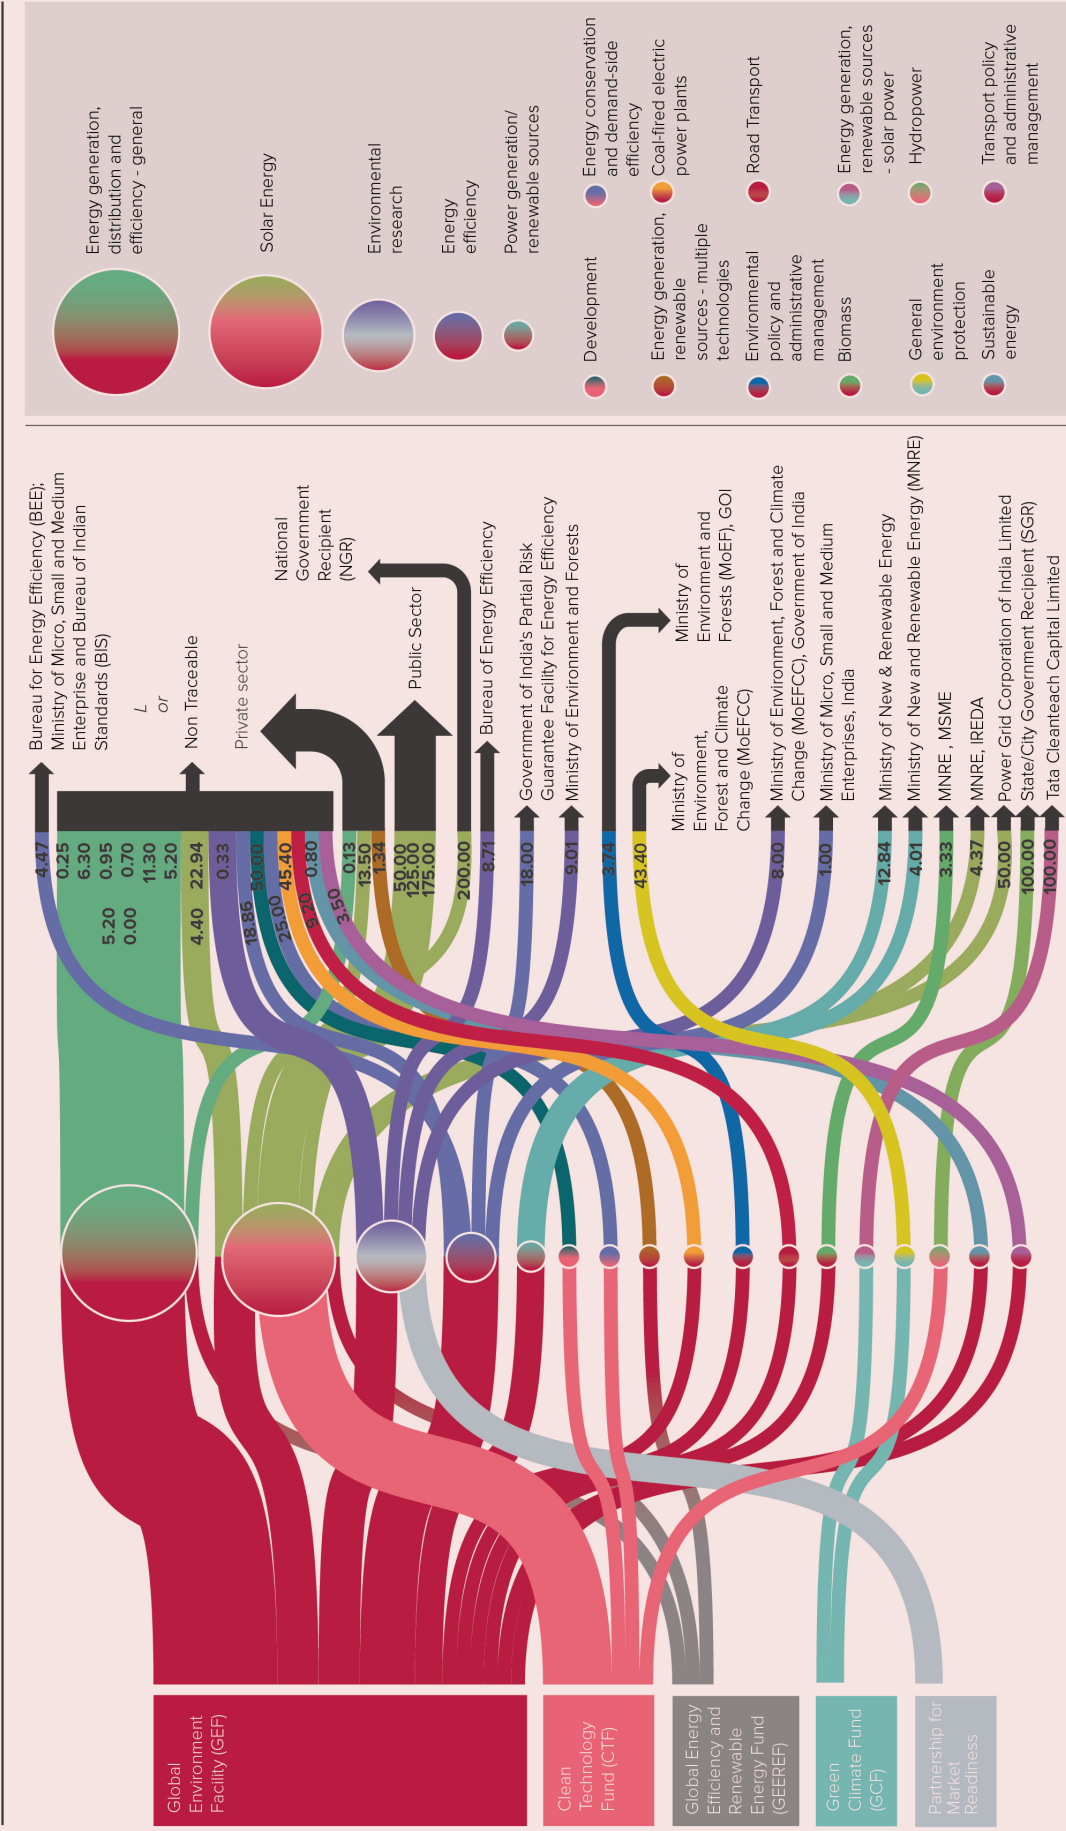 Global
Environment
Facility (GEF)
Clean
Technology
Fund (CTF)
Global Energy
Efficiency and
Renewable
Energy Fund
(GEEREF)
Green
Climate Fund
(GCF)
Partnership for
Market
Readiness
4.47
0.25
6.30
0.95
0.70
11.30
5.20
5.20
0.00
22.94
4.40
0.33
18.86
50.00
25.00
45.40
9.20
0.80
3.50
0.13
13.50
1.34
50.00
125.00
175.00
200.00
8.71
18.00
9.01
3.74
43.40
8.00
1.00
12.84
4.01
3.33
4.37
50.00
100.00
100.00
Bureau for Energy Efficiency (BEE);
Ministry of Micro, Small and Medium
Enterprise and Bureau of Indian
Standards (BIS)
L
or
Non Traceable
Private sector
National
Government
Recipient
(NGR)
Public Sector
Bureau of Energy Efficiency
Government of India's Partial Risk
Guarantee Facility for Energy Efficiency
Ministry of Environment and Forests
Ministry of
Environment and
Forests (MoEF), GOI
Ministry of
Environment,
Forest and Climate
Change (MoEFCC)
Ministry of Environment, Forest and Climate
Change (MoEFCC), Government of India
Ministry of Micro, Small and Medium
Enterprises, India
Ministry of New & Renewable Energy
Ministry of New and Renewable Energy (MNRE)
MNRE , MSME
MNRE, IREDA
Power Grid Corporation of India Limited
State/City Government Recipient (SGR)
Tata Cleanteach Capital Limited
Energy generation,
distribution and
efficiency - general
Solar Energy
Environmental
research
Energy
efficiency
Power generation/
renewable sources
Development
Energy generation,
renewable
sources - multiple
technologies
Environmental
policy and
administrative
management
Biomass
General
environment
protection
Sustainable
energy
Energy conservation
and demand-side
efficiency
Coal-fired electric
power plants
Road Transport
Energy generation,
renewable sources
- solar power
Hydropower
Transport policy
and administrative
management